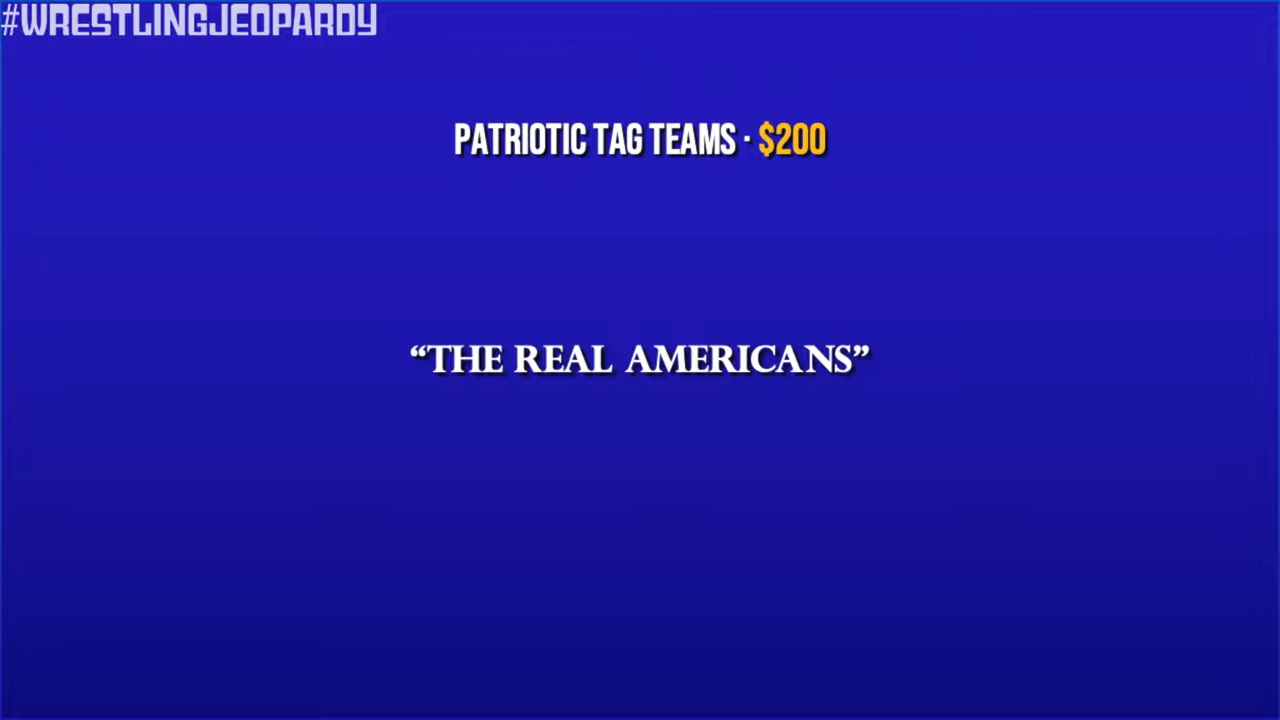 #WRESTLINGJEOPARDY
PATRIOTIC TAG TEAMS · $200
“THE REAL AMERICANS”